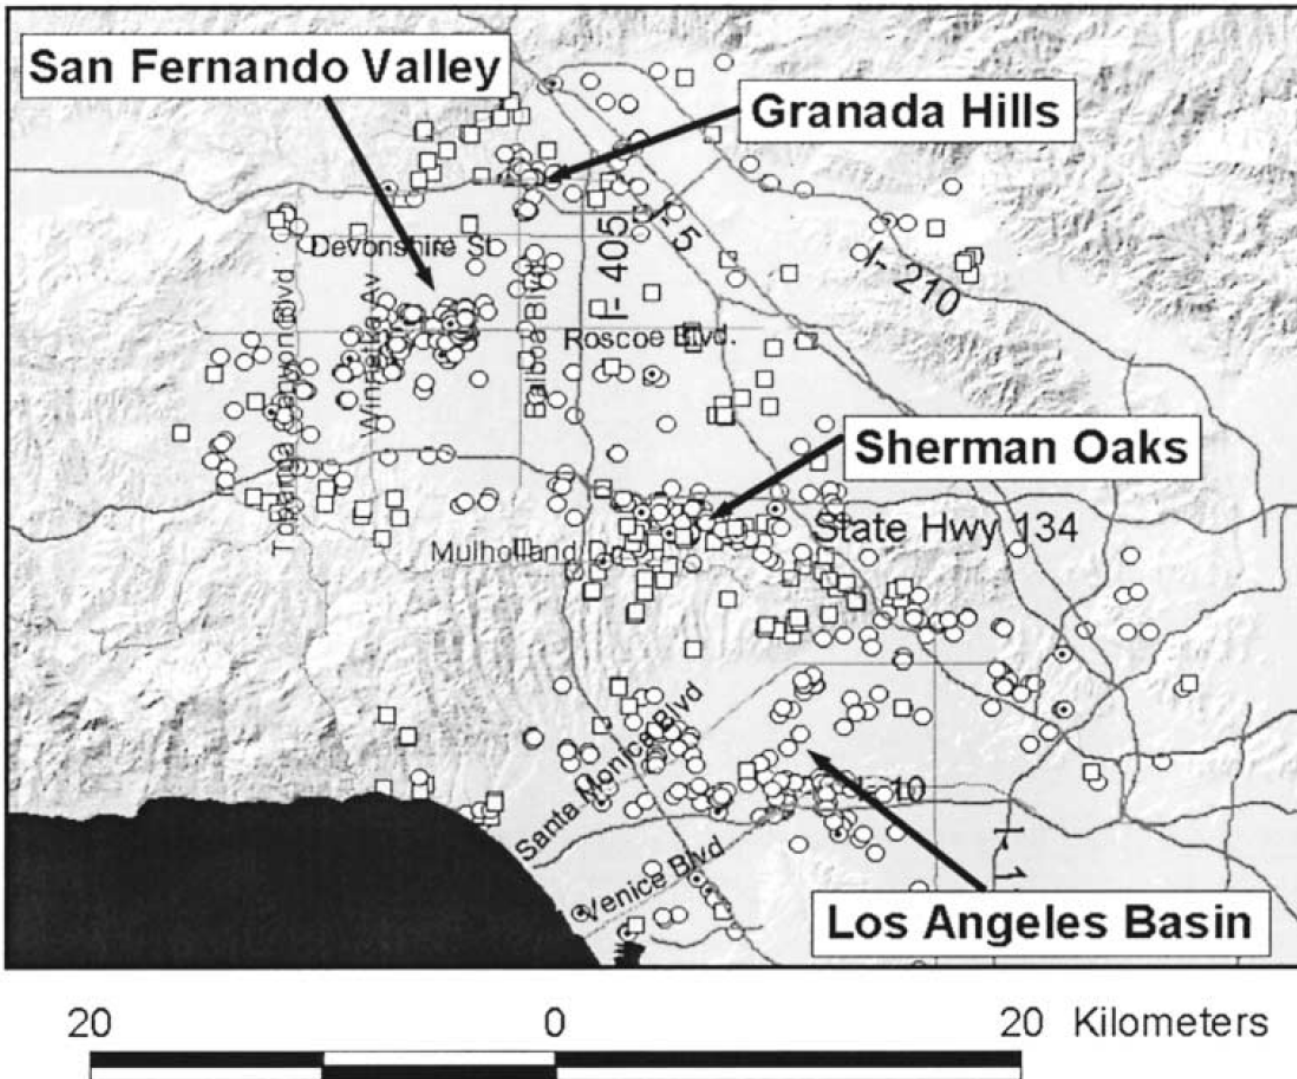 San Fernando Valley
Granada Hills
I- 405
I- 5
Devonshire St
I- 210
Topanga Canyon Blvd
Winnetka Av
Balboa Blvd
Roscoe Blvd.
Sherman Oaks
State Hwy 134
Mulholland Dr
Santa Monica Blvd
I- 10
Venice Blvd
I- 1
Los Angeles Basin
20 0 20 Kilometers